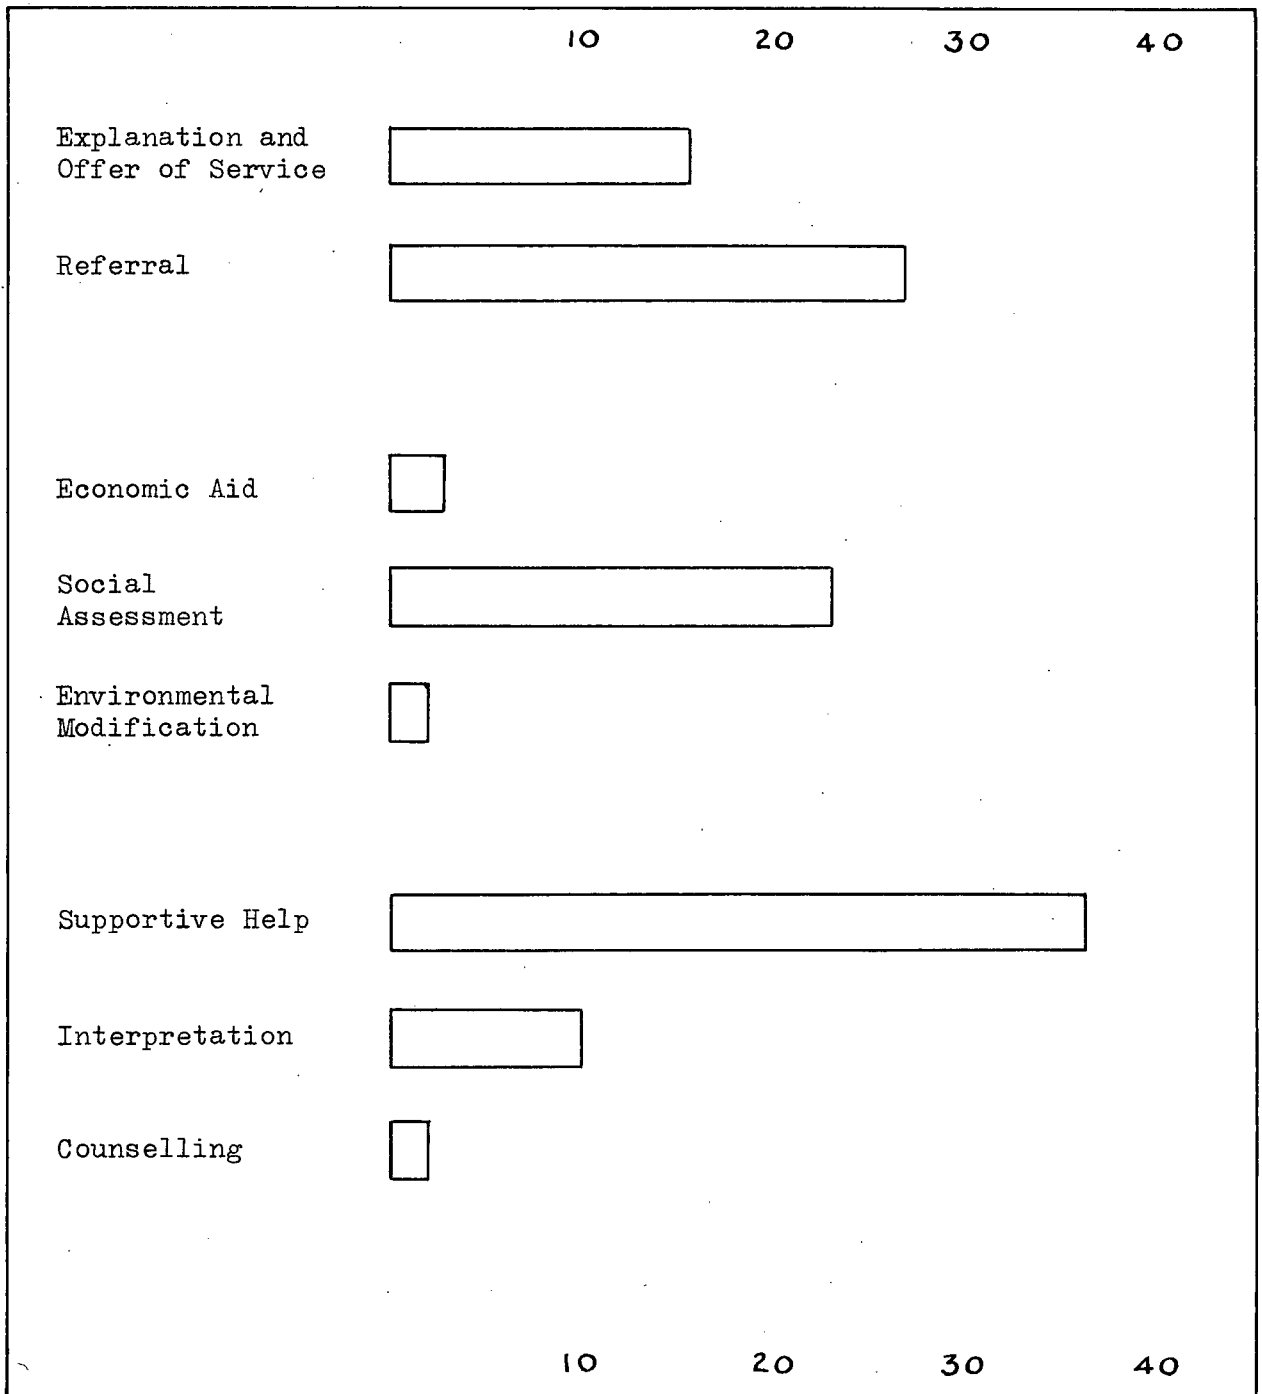 10 20 30 40
Explanation and
Offer of Service
Referral
Economic Aid
Social
Assessment
Environmental
Modification
Supportive Help
Interpretation
Counselling
10 20 30 40